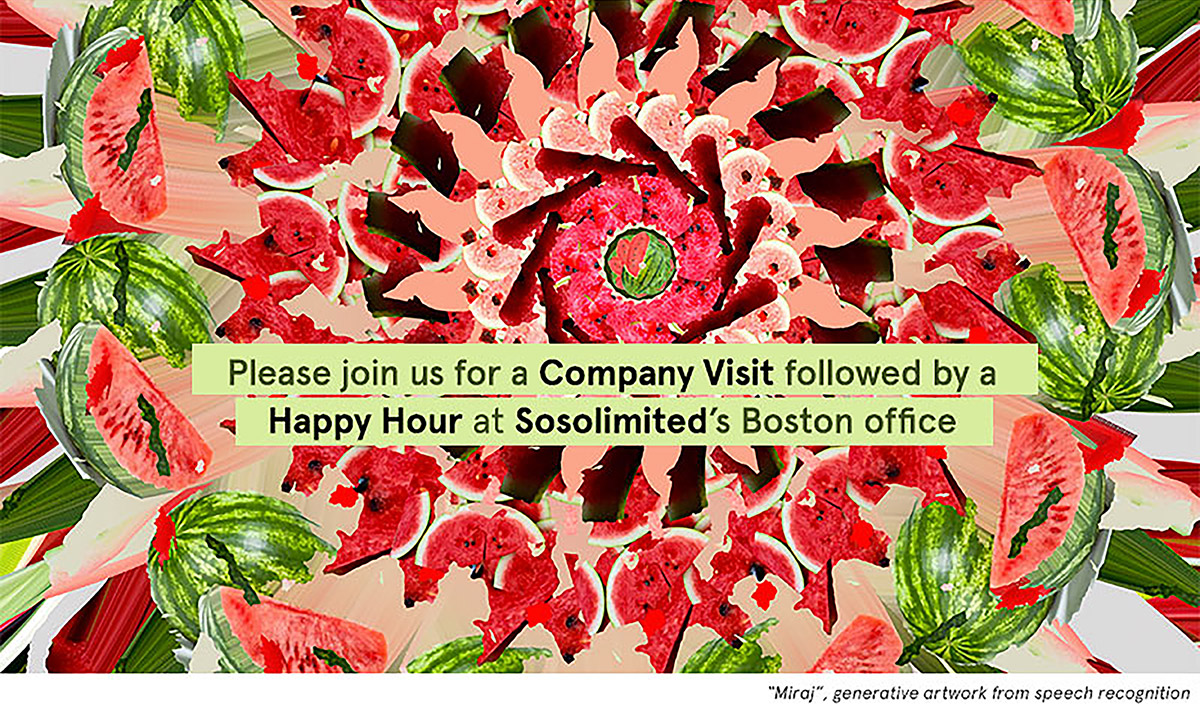 Please join us for a Company Visit followed by a
Happy Hour at Sosolimited's Boston office
"Miraj", generative artwork from speech recognition